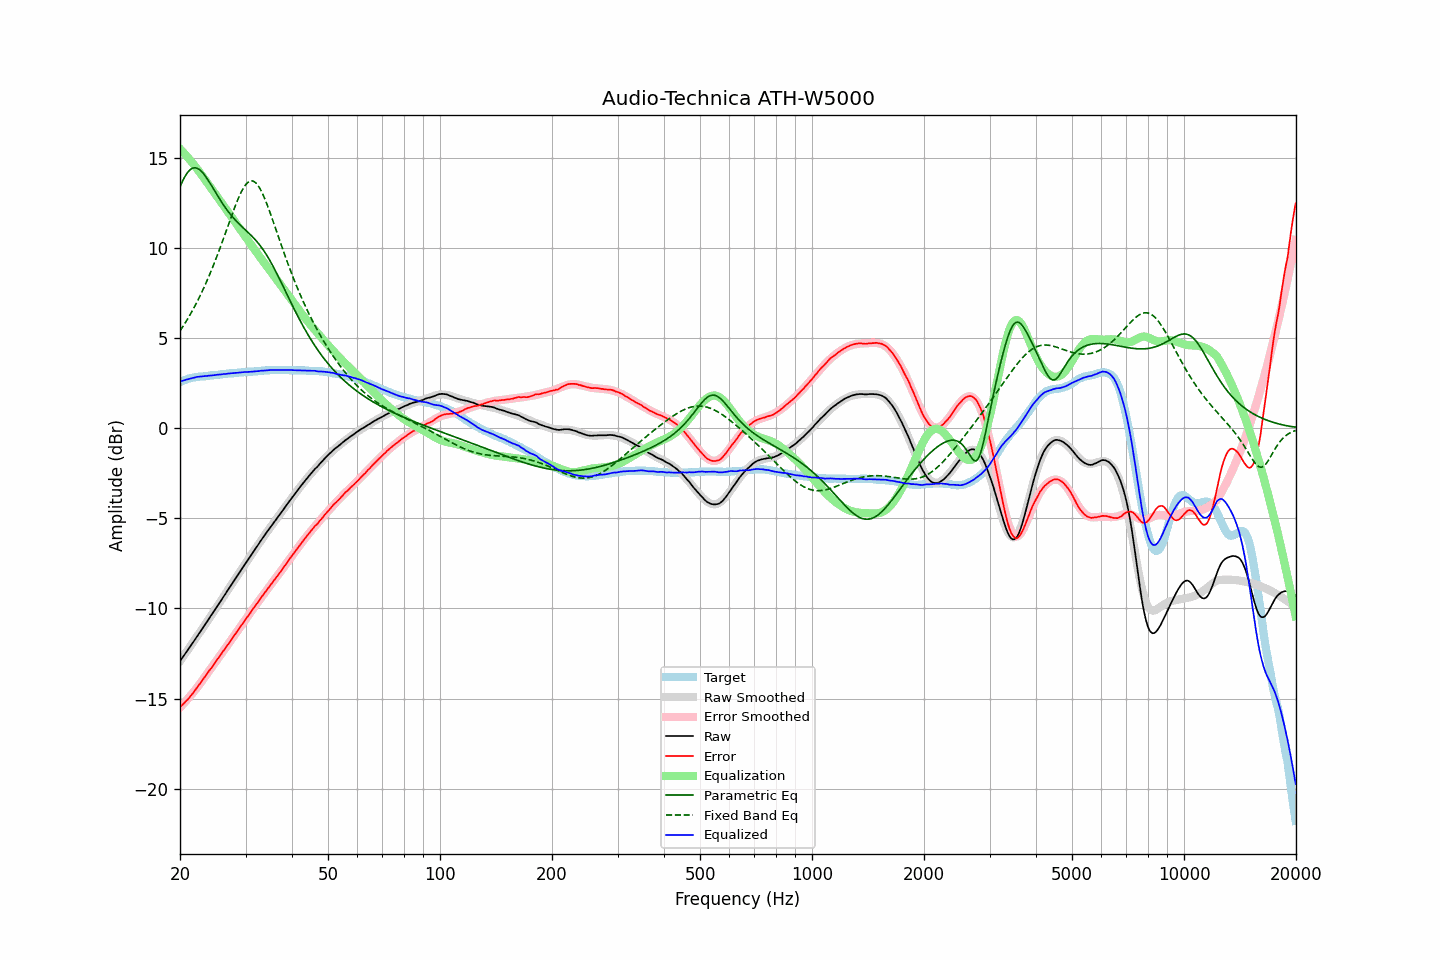 Audio-Technica ATH-W5000
Amplitude (dBr)
15
10
5
0
−5
−10
−15
−20
Target
Raw Smoothed
Error Smoothed
Raw
Error
Equalization
Parametric Eq
Fixed Band Eq
Equalized
20 50 100 200 500 1000 2000 5000 10000 20000
Frequency (Hz)